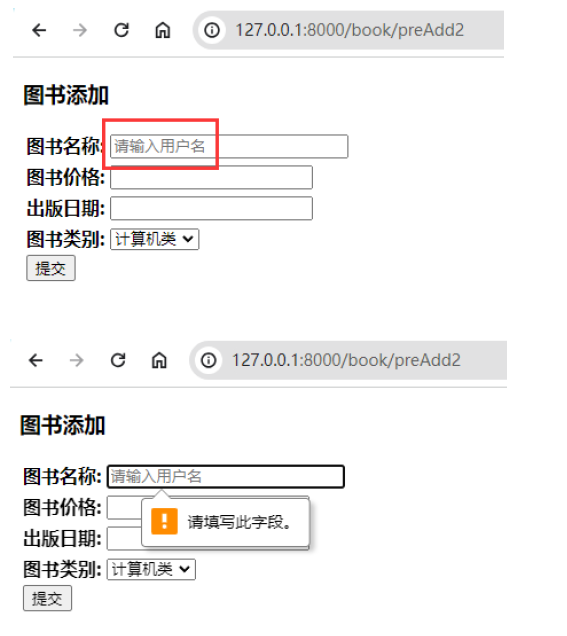 127.0.0.1:8000/book/preAdd2
图书添加
图书名称: 请输入用户名
图书价格:
出版日期:
图书类别: 计算机类
提交
127.0.0.1:8000/book/preAdd2
图书添加
图书名称: 请输入用户名
图书价格:
! 请填写此字段。
出版日期:
图书类别: 计算机类
提交